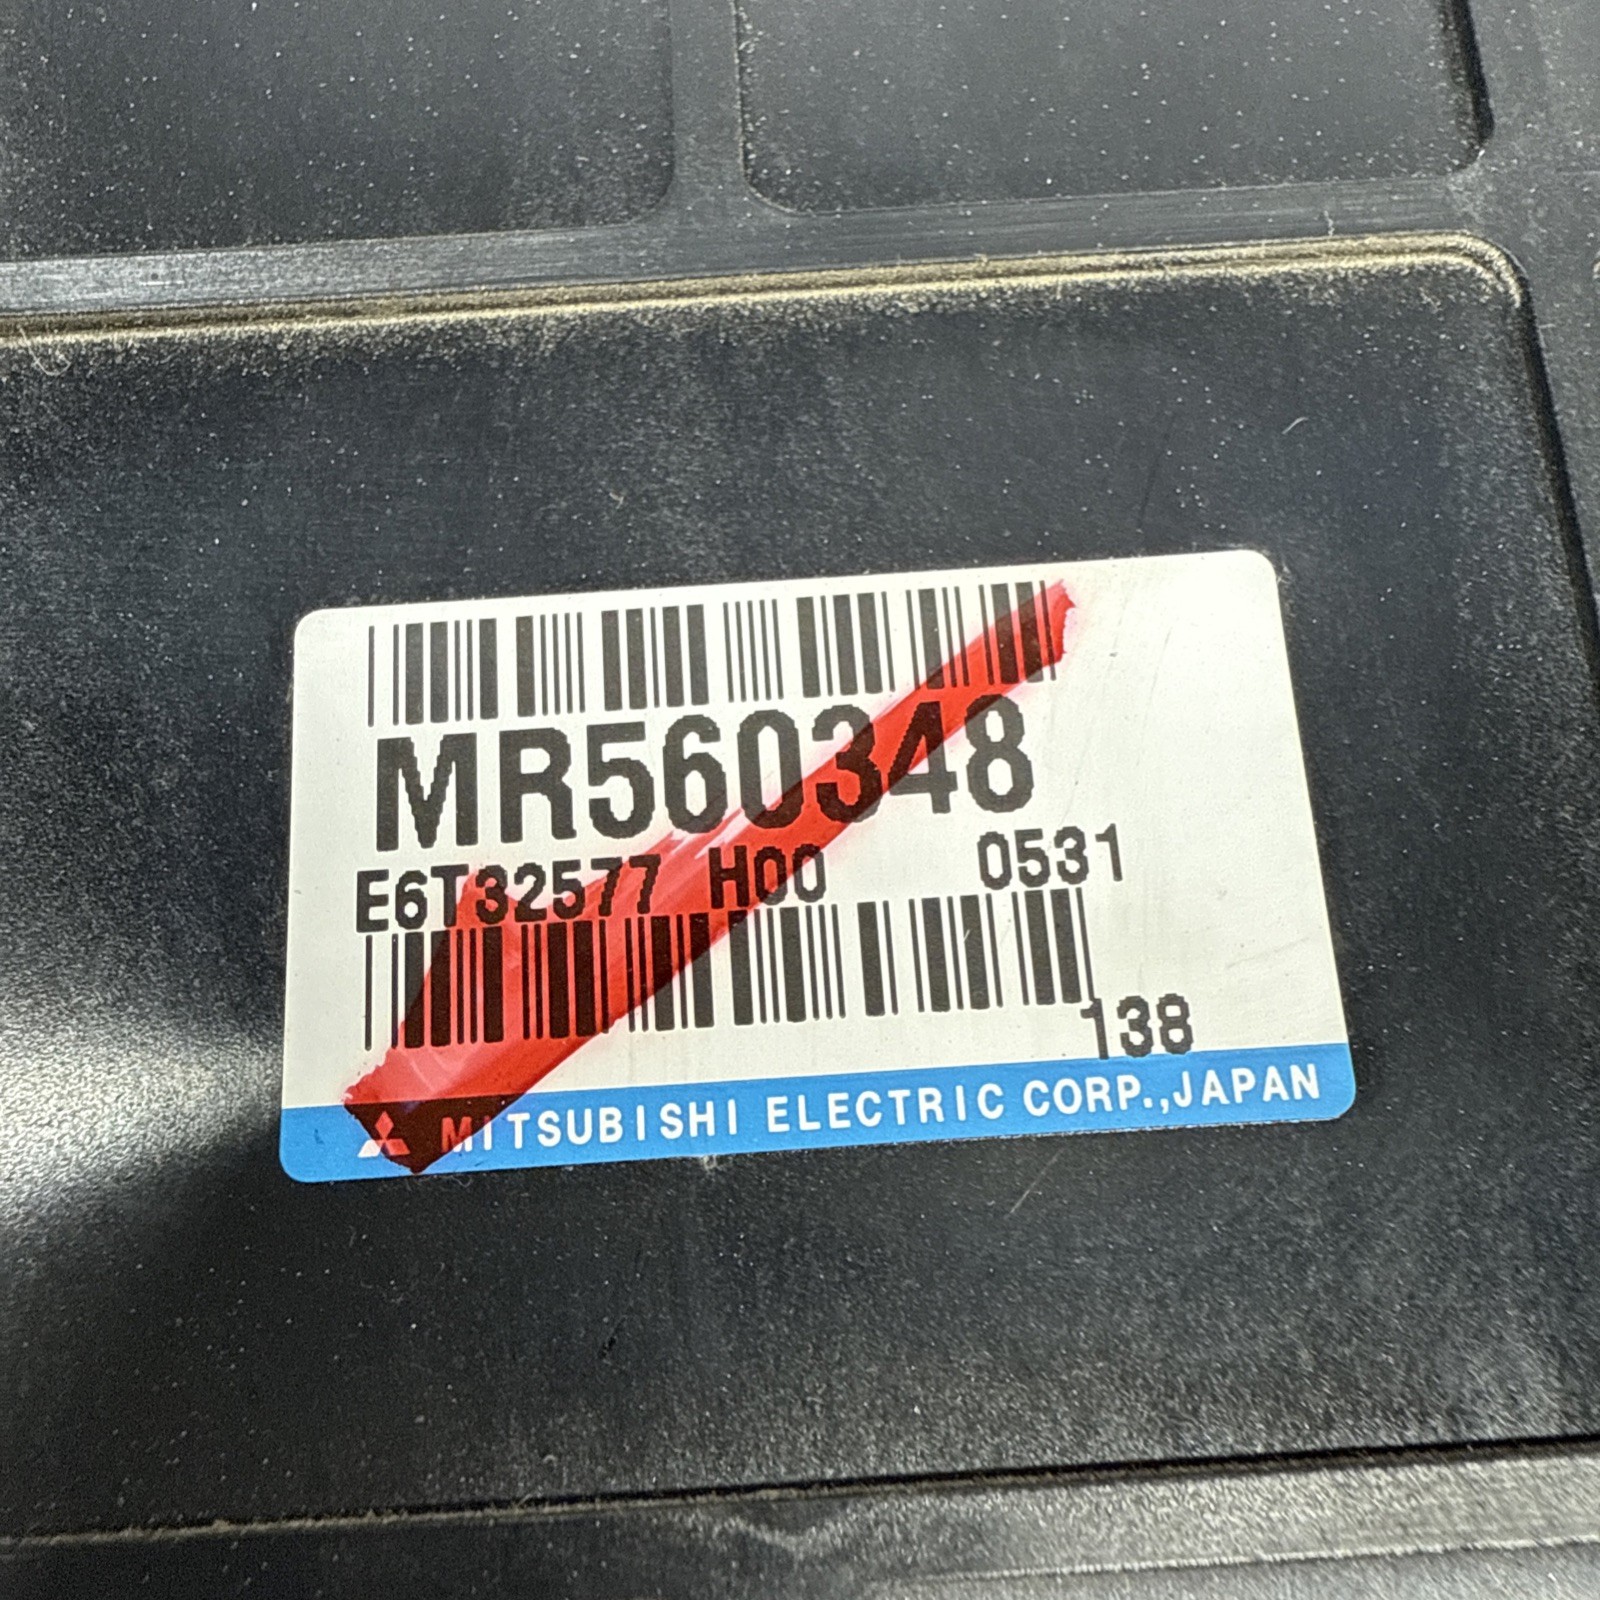 MR560348
E6T32577 H00 0531
138
MITSUBISHI ELECTRIC CORP.,JAPAN